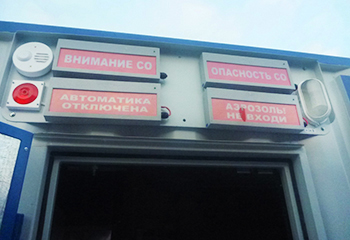 ВНИМАНИЕ СО
ОПАСНОСТЬ СО
АВТОМАТИКА
ОТКЛЮЧЕНА
АЭРОЗОЛЬ!
НЕ ВХОДИ